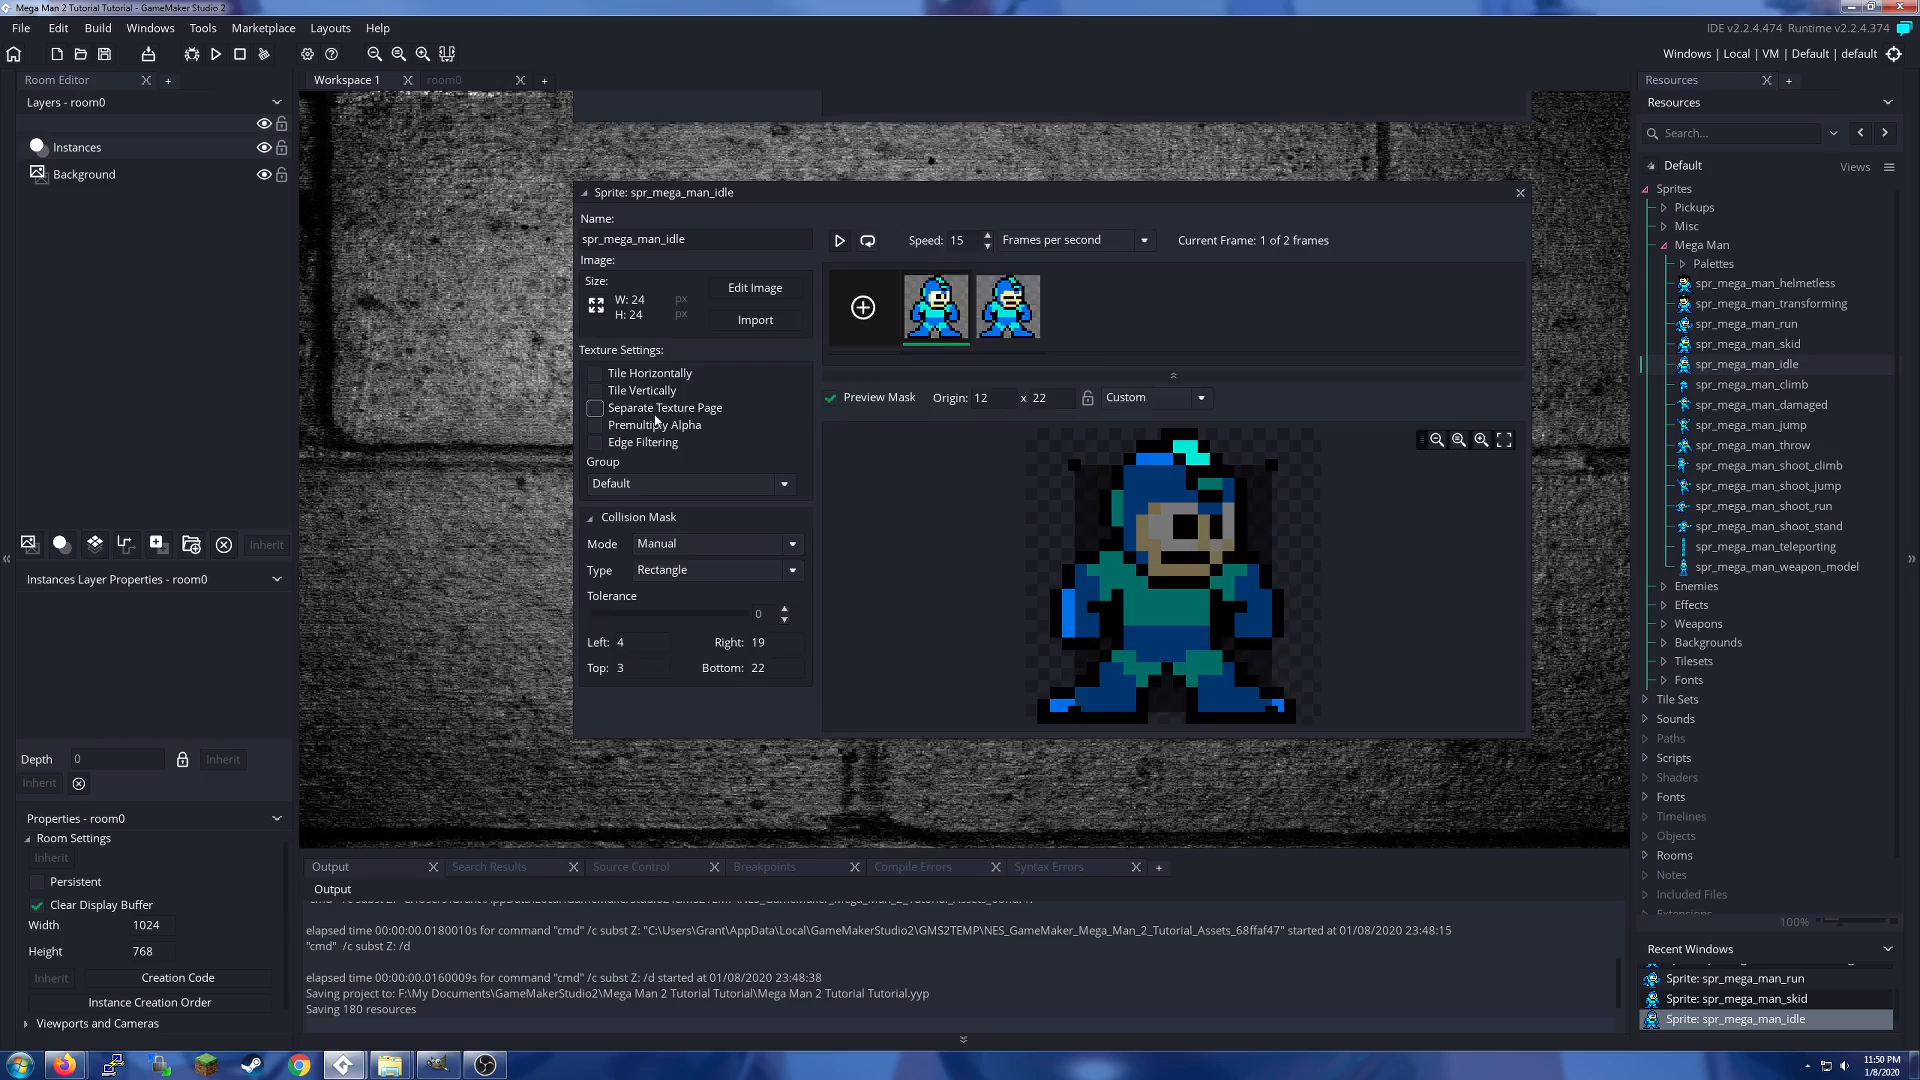 Mega Man 2 Tutorial Tutorial - GameMaker Studio 2
File Edit Build Windows Tools Marketplace Layouts Help
IDE v2.2.4.474 Runtime v2.2.4.374
Windows | Local | VM | Default | default
Room Editor
Workspace 1
room0
Resources
Layers - room0
Resources
Search...
Instances
Background
Default
Views
Sprites
Pickups
Misc
Mega Man
Palettes
spr_mega_man_helmetless
spr_mega_man_transforming
spr_mega_man_run
spr_mega_man_skid
spr_mega_man_idle
spr_mega_man_climb
spr_mega_man_damaged
spr_mega_man_jump
spr_mega_man_throw
spr_mega_man_shoot_climb
spr_mega_man_shoot_jump
spr_mega_man_shoot_run
spr_mega_man_shoot_stand
spr_mega_man_teleporting
spr_mega_man_weapon_model
Enemies
Effects
Weapons
Backgrounds
Tilesets
Fonts
Tile Sets
Sounds
Paths
Scripts
Shaders
Fonts
Timelines
Objects
Rooms
Notes
Included Files
Extensions
100%
Recent Windows
Sprite: spr_mega_man_run
Sprite: spr_mega_man_skid
Sprite: spr_mega_man_idle
Sprite: spr_mega_man_idle
Name:
spr_mega_man_idle
Image:
Size:
W: 24 px
H: 24 px
Edit Image
Import
Texture Settings:
Tile Horizontally
Tile Vertically
Separate Texture Page
Premultiply Alpha
Edge Filtering
Group
Default
Collision Mask
Mode Manual
Type Rectangle
Tolerance
0
Left: 4 Right: 19
Top: 3 Bottom: 22
Speed: 15 Frames per second Current Frame: 1 of 2 frames
Preview Mask Origin: 12 x 22 Custom
Inherit
Instances Layer Properties - room0
Depth 0 Inherit
Inherit
Properties - room0
Room Settings
Inherit
Persistent
Clear Display Buffer
Width 1024
Height 768
Inherit Creation Code
Instance Creation Order
Viewports and Cameras
Output Search Results Source Control Breakpoints Compile Errors Syntax Errors
Output
elapsed time 00:00:00.0180010s for command "cmd" /c subst Z: "C:\Users\Grant\AppData\Local\GameMakerStudio2\GMS2TEMP\NES_GameMaker_Mega_Man_2_Tutorial_Assets_68ffaf47" started at 01/08/2020 23:48:15
"cmd" /c subst Z: /d
elapsed time 00:00:00.0160009s for command "cmd" /c subst Z: /d started at 01/08/2020 23:48:38
Saving project to: F:\My Documents\GameMakerStudio2\Mega Man 2 Tutorial Tutorial\Mega Man 2 Tutorial Tutorial.yyp
Saving 180 resources
11:50 PM
1/8/2020